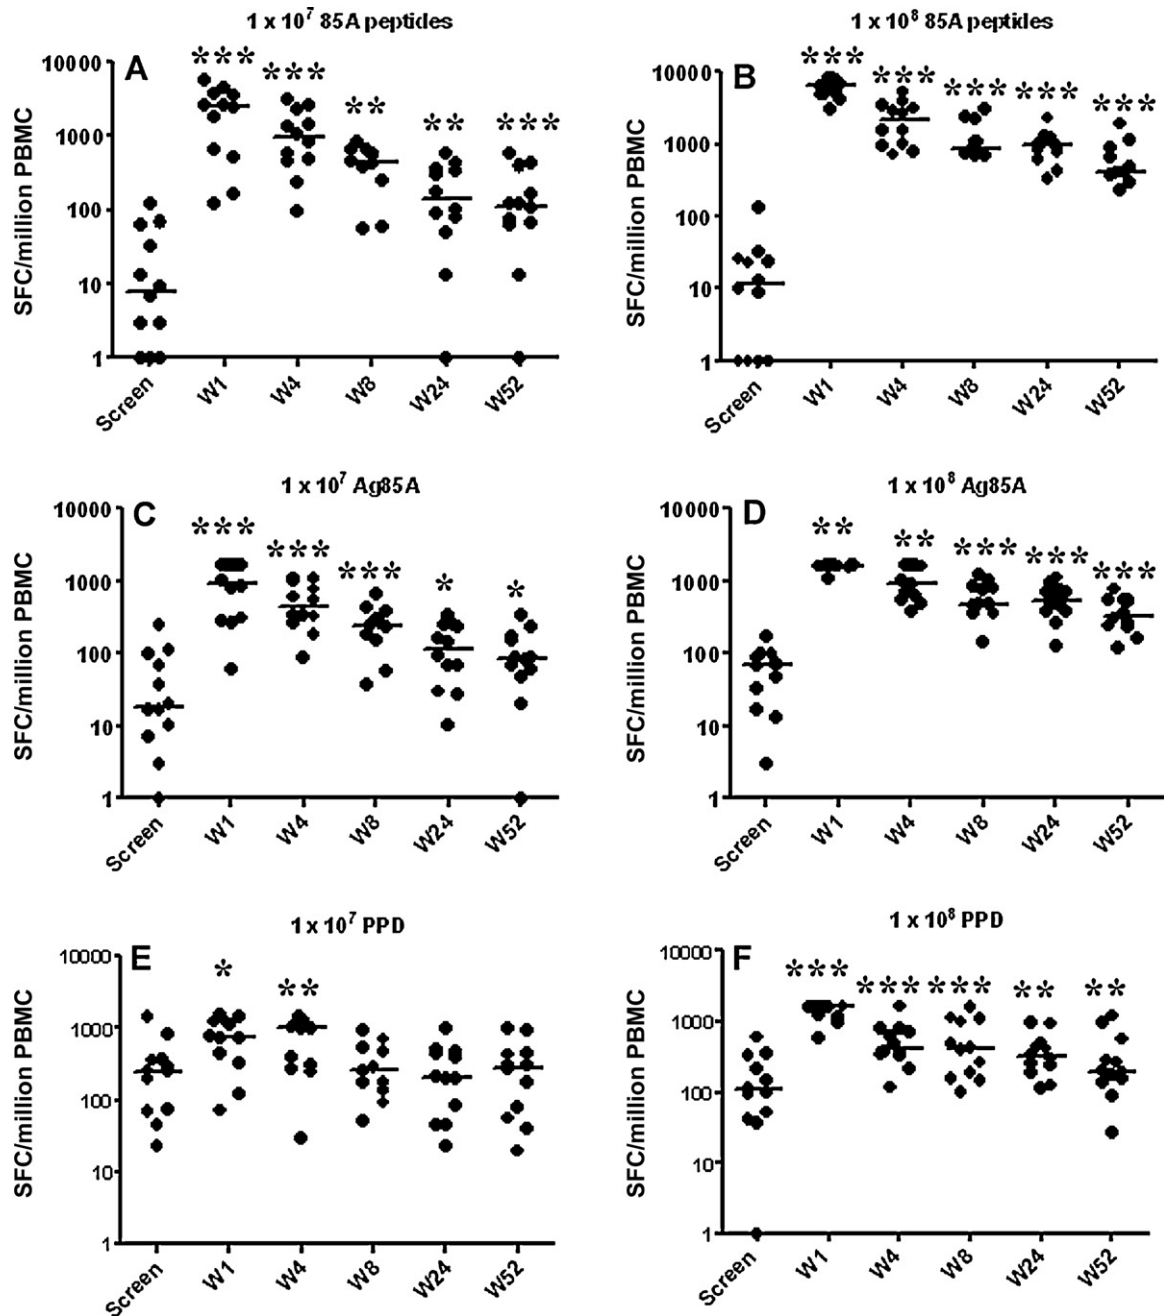 1 x 10⁷ 85A peptides
A
***
***
**
**
***
SFC/million PBMC
10000
1000
100
10
1
Screen
W1
W4
W8
W24
W52
1 x 10⁸ 85A peptides
B
***
***
***
***
***
SFC/million PBMC
10000
1000
100
10
1
Screen
W1
W4
W8
W24
W52
1 x 10⁷ Ag85A
C
***
***
***
*
*
SFC/million PBMC
10000
1000
100
10
1
Screen
W1
W4
W8
W24
W52
1 x 10⁸ Ag85A
D
**
**
***
***
***
SFC/million PBMC
10000
1000
100
10
1
Screen
W1
W4
W8
W24
W52
1 x 10⁷ PPD
E
*
**
SFC/million PBMC
10000
1000
100
10
1
Screen
W1
W4
W8
W24
W52
1 x 10⁸ PPD
F
***
***
***
**
**
SFC/million PBMC
10000
1000
100
10
1
Screen
W1
W4
W8
W24
W52